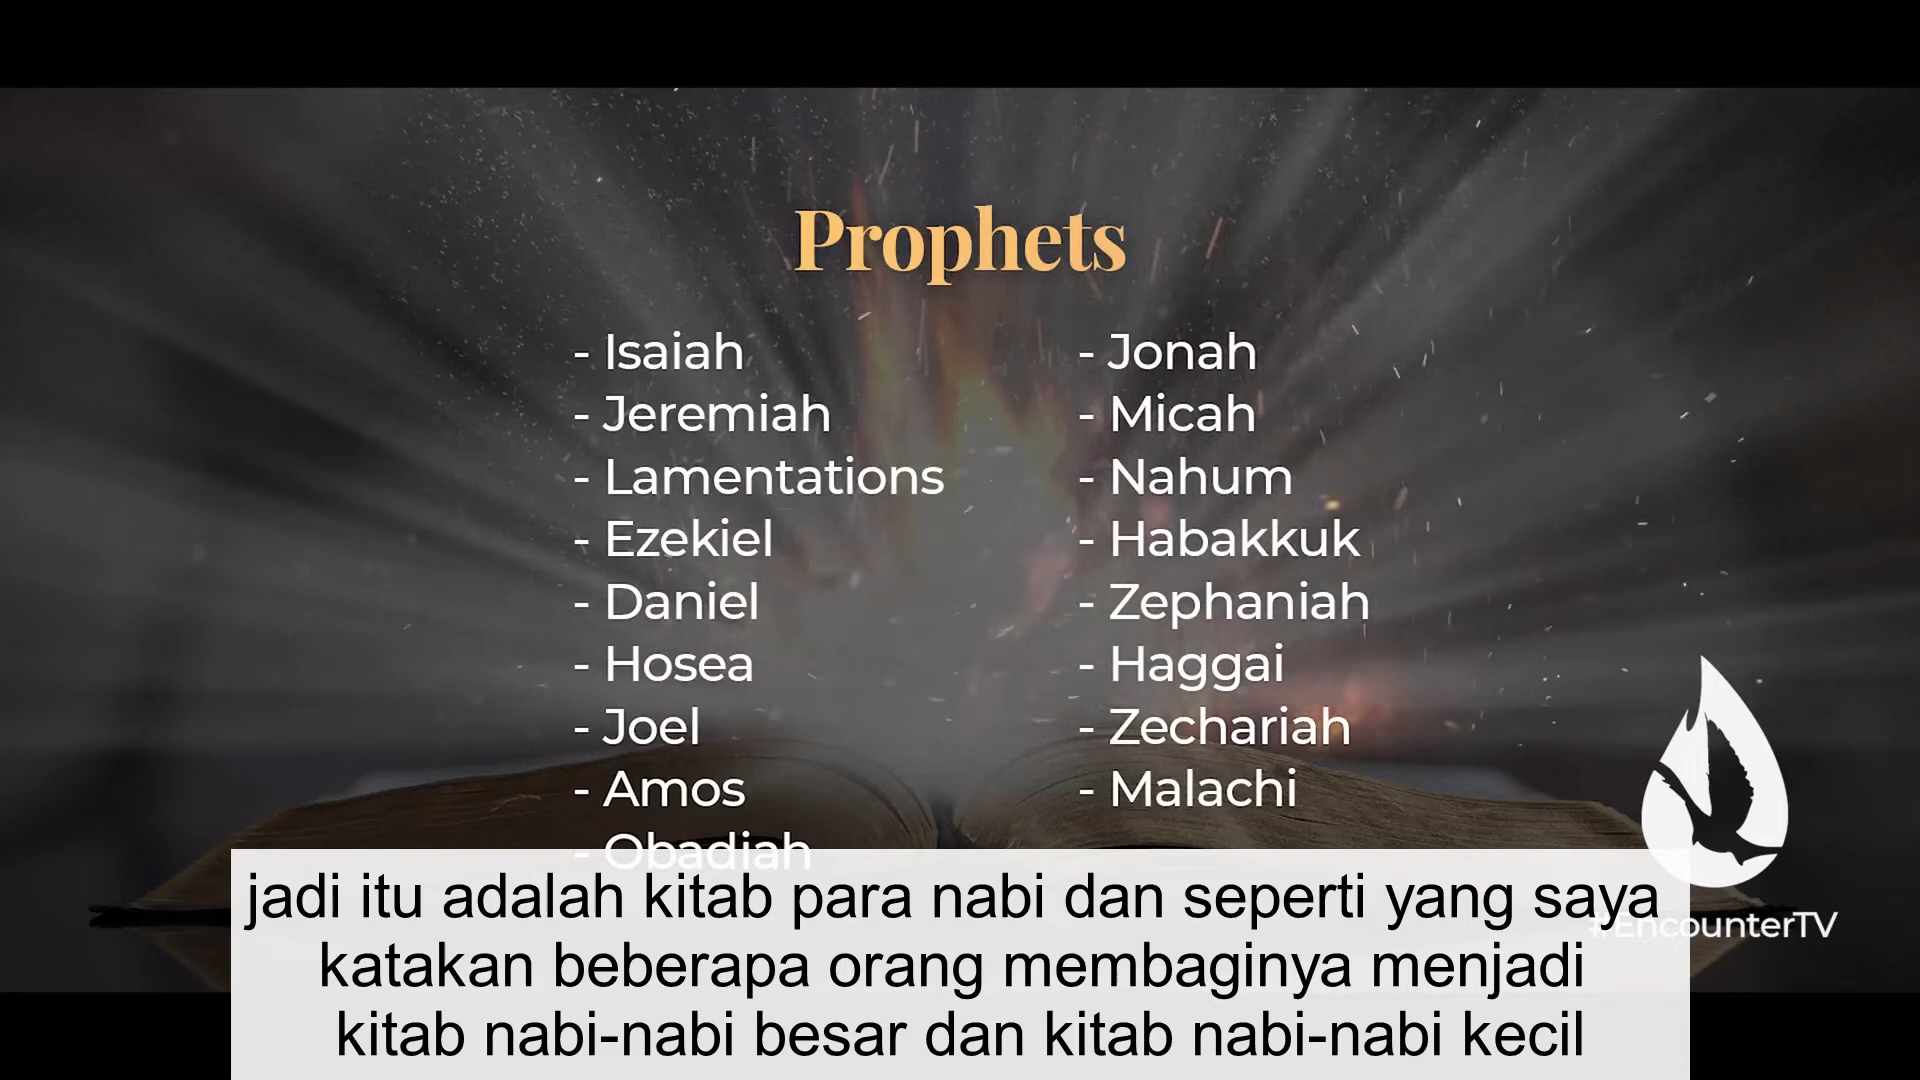 Prophets
- Isaiah
- Jeremiah
- Lamentations
- Ezekiel
- Daniel
- Hosea
- Joel
- Amos
- Obadiah
- Jonah
- Micah
- Nahum
- Habakkuk
- Zephaniah
- Haggai
- Zechariah
- Malachi
#EncounterTV
jadi itu adalah kitab para nabi dan seperti yang saya
katakan beberapa orang membaginya menjadi
kitab nabi-nabi besar dan kitab nabi-nabi kecil